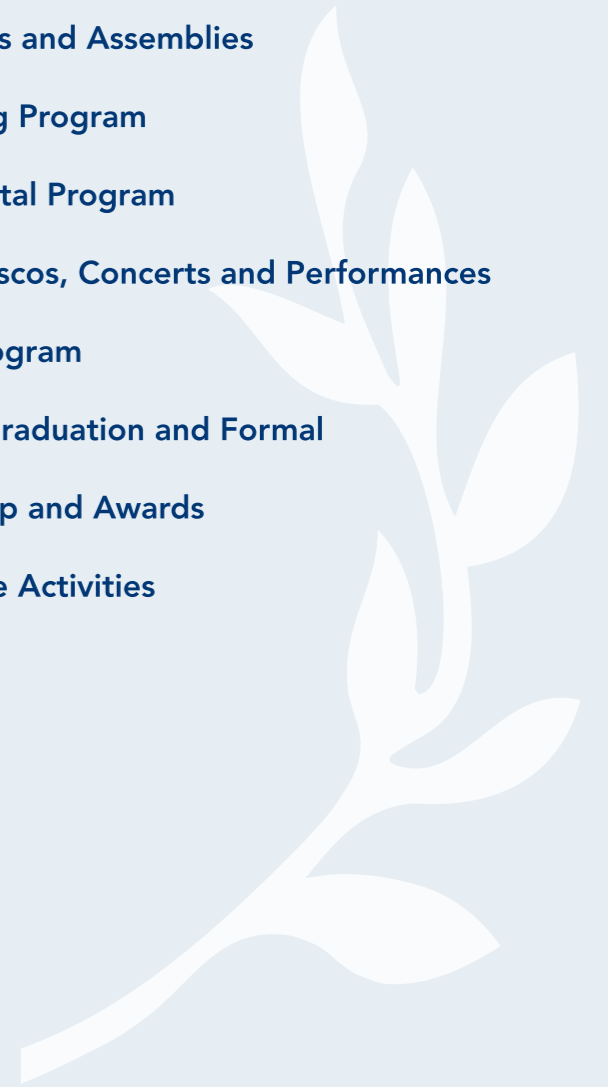 s and Assemblies
g Program
tal Program
scos, Concerts and Performances
ogram
raduation and Formal
p and Awards
e Activities